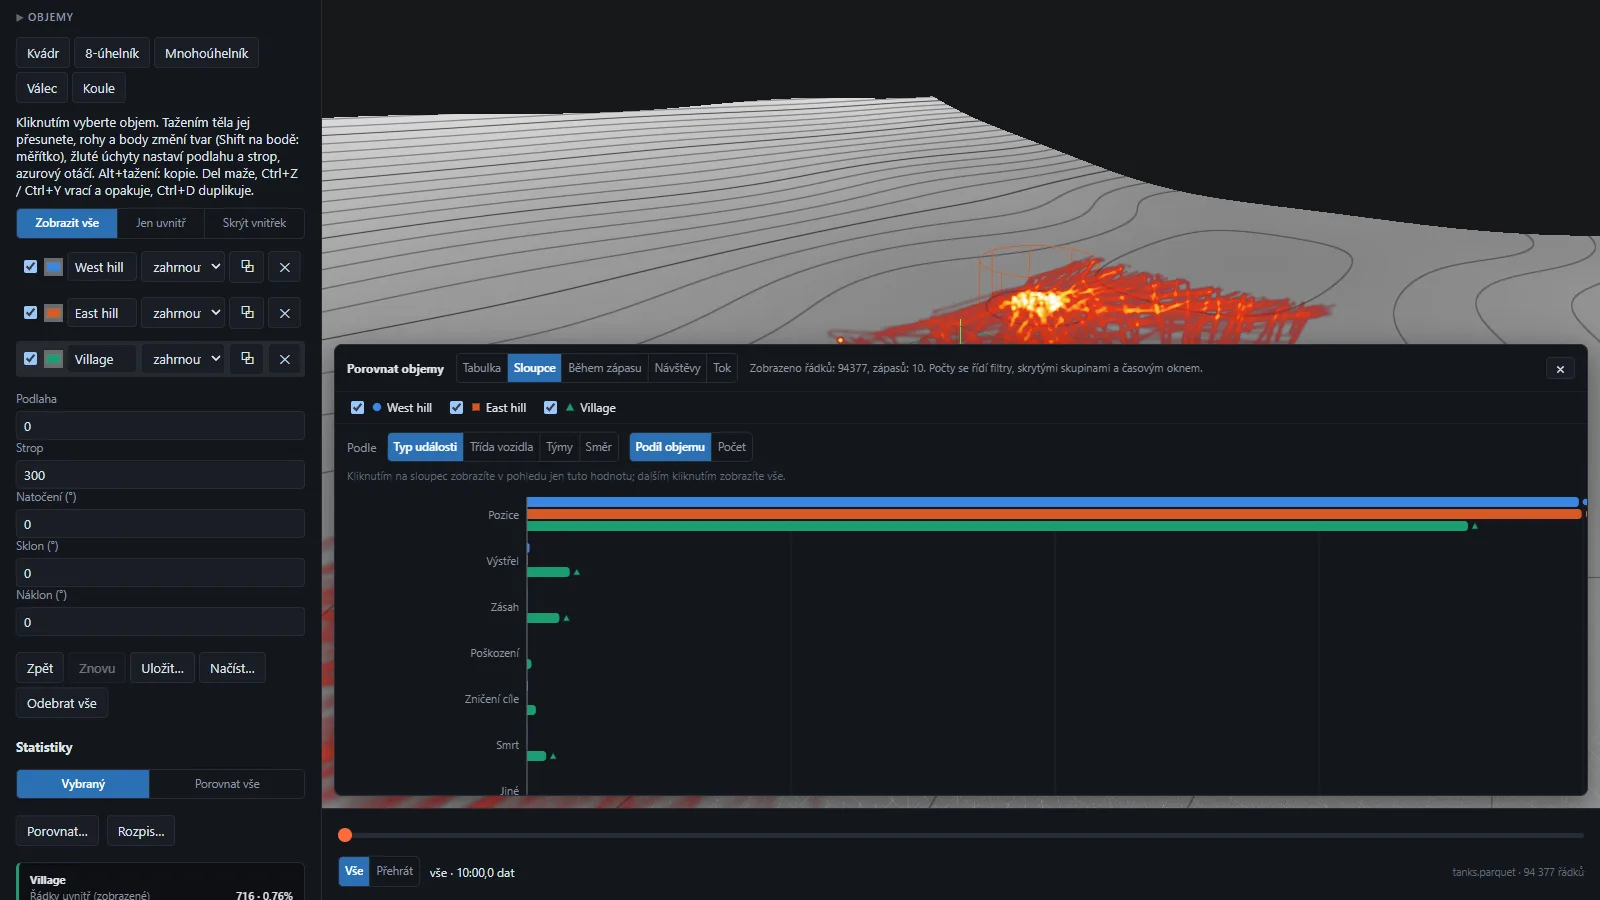 OBJEMY
Kvádr
8-úhelník
Mnohoúhelník
Válec
Koule
Kliknutím vyberte objem. Tažením těla jej
přesunete, rohy a body změní tvar (Shift na bodě:
měřítko), žluté úchyty nastaví podlahu a strop,
azurový otáčí. Alt+tažení: kopie. Del maže, Ctrl+Z
/ Ctrl+Y vrací a opakuje, Ctrl+D duplikuje.
Zobrazit vše
Jen uvnitř
Skrýt vnitřek
West hill
zahrnou
East hill
zahrnou
Village
zahrnou
Podlaha
0
Strop
300
Natočení (°)
0
Sklon (°)
0
Náklon (°)
0
Zpět
Znovu
Uložit...
Načíst...
Odebrat vše
Statistiky
Vybraný
Porovnat vše
Porovnat...
Rozpis...
Village
Řádky uvnitř (zobrazené)
716 · 0.76%
Porovnat objemy
Tabulka
Sloupce
Během zápasu
Návštěvy
Tok
Zobrazeno řádků: 94377, zápasů: 10. Počty se řídí filtry, skrytými skupinami a časovým oknem.
West hill
East hill
Village
Podle
Typ události
Třída vozidla
Týmy
Směr
Podíl objemu
Počet
Kliknutím na sloupec zobrazíte v pohledu jen tuto hodnotu; dalším kliknutím zobrazíte vše.
Pozice
Výstřel
Zásah
Poškození
Zničení cíle
Smrt
Jiné
Vše
Přehrát
vše · 10:00,0 dat
tanks.parquet · 94 377 řádků